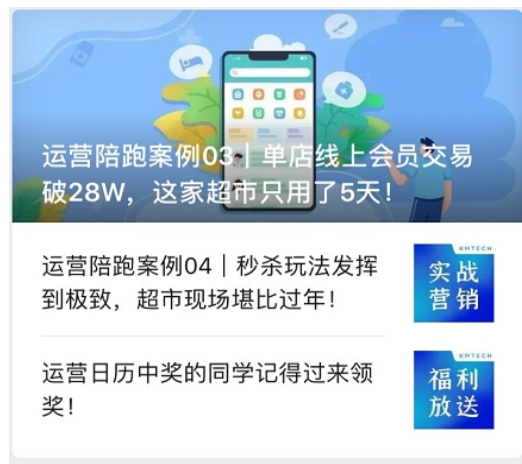 运营陪跑案例03｜单店线上会员交易
破28W，这家超市只用了5天！
运营陪跑案例04｜秒杀玩法发挥
到极致，超市现场堪比过年！
KMTECH
实战
营销
运营日历中奖的同学记得过来领
奖！
KMTECH
福利
放送